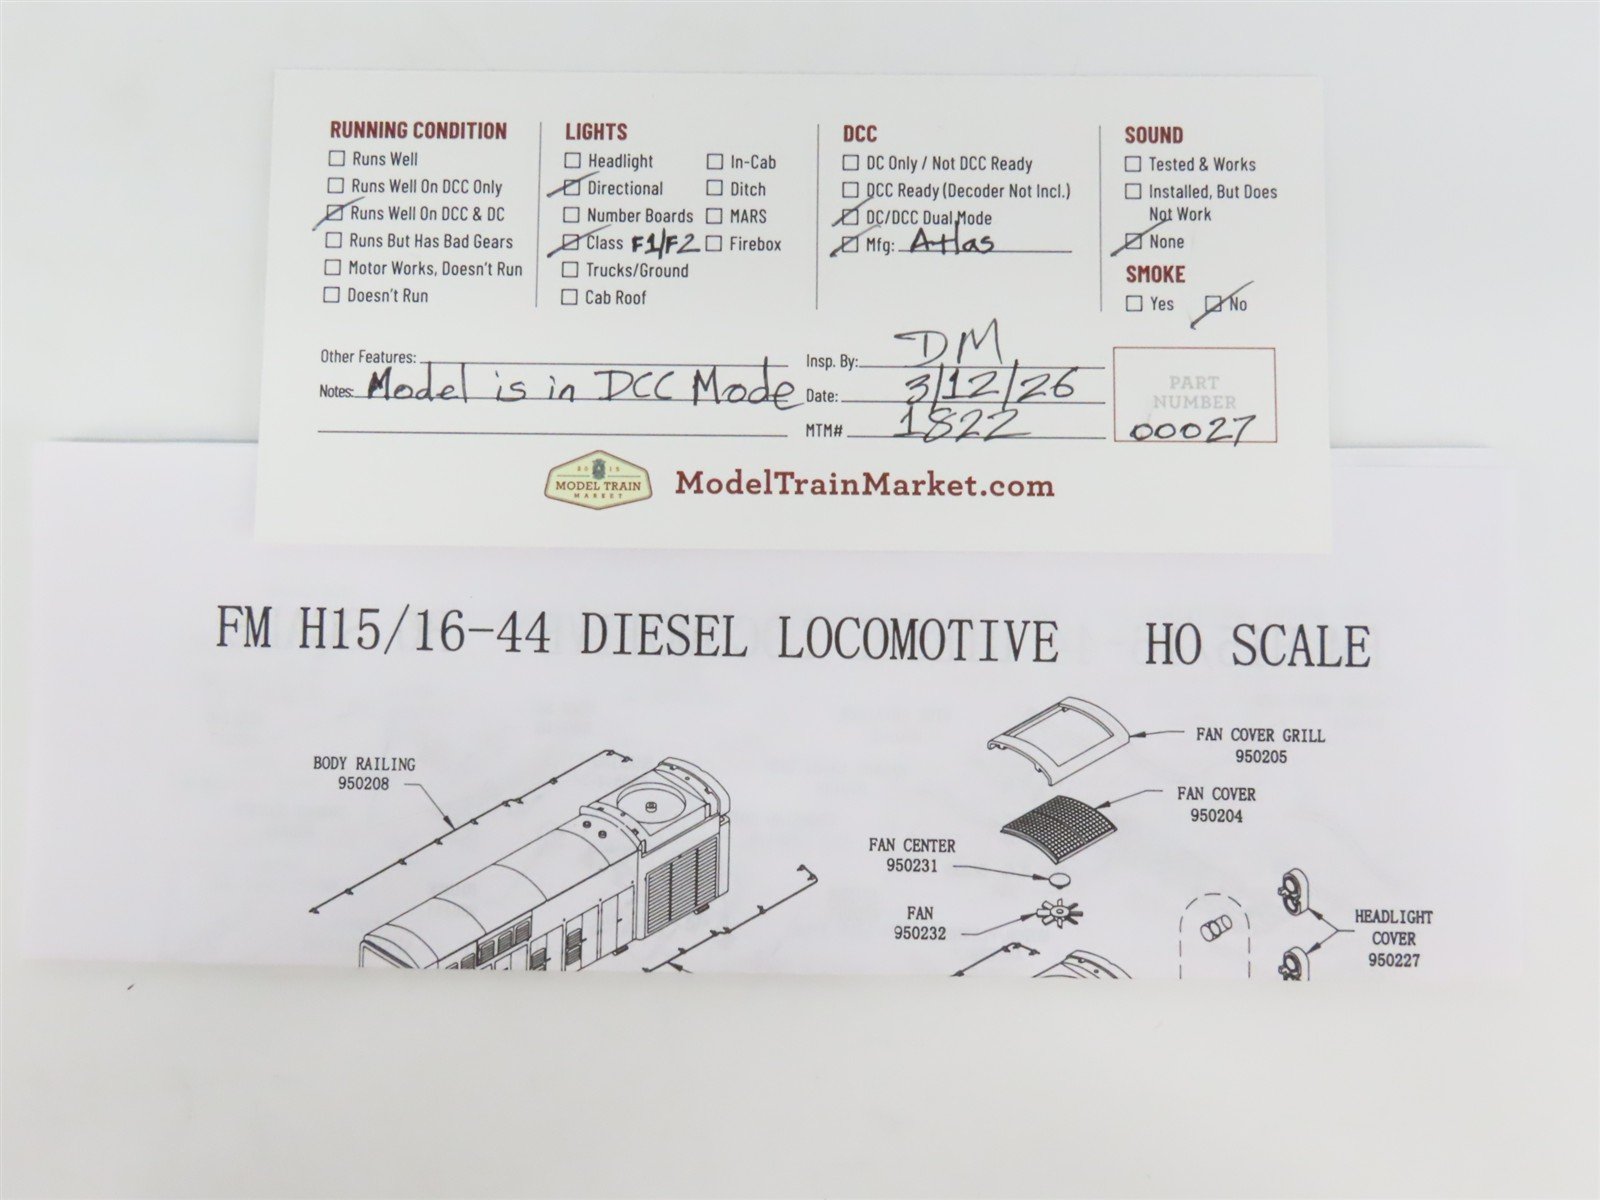 RUNNING CONDITION
Runs Well
Runs Well On DCC Only
Runs Well On DCC & DC
Runs But Has Bad Gears
Motor Works, Doesn't Run
Doesn't Run
LIGHTS
Headlight
Directional
Number Boards
Class F1/F2
Trucks/Ground
Cab Roof
In-Cab
Ditch
MARS
Firebox
DCC
DC Only / Not DCC Ready
DCC Ready (Decoder Not Incl.)
DC/DCC Dual Mode
Mfg: Atlas
SOUND
Tested & Works
Installed, But Does
Not Work
None
SMOKE
Yes No
Other Features:
Notes: Model is in DCC Mode
Insp. By: DM
Date: 3/12/26
MTM# 1822
PART
NUMBER
00027
2015
MODEL TRAIN
MARKET
ModelTrainMarket.com
FM H15/16-44 DIESEL LOCOMOTIVE HO SCALE
BODY RAILING
950208
FAN COVER GRILL
950205
FAN COVER
950204
FAN CENTER
950231
FAN
950232
HEADLIGHT
COVER
950227